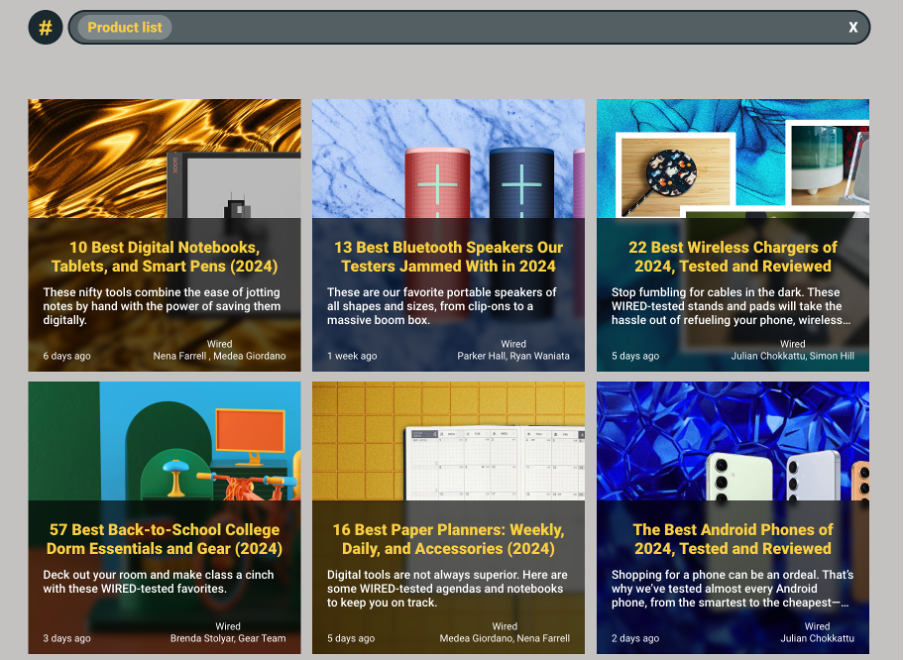 # Product list X
10 Best Digital Notebooks,
Tablets, and Smart Pens (2024)
These nifty tools combine the ease of jotting
notes by hand with the power of saving them
digitally.
Wired
6 days ago Nena Farrell , Medea Giordano
13 Best Bluetooth Speakers Our
Testers Jammed With in 2024
These are our favorite portable speakers of
all shapes and sizes, from clip-ons to a
massive boom box.
Wired
1 week ago Parker Hall, Ryan Waniata
22 Best Wireless Chargers of
2024, Tested and Reviewed
Stop fumbling for cables in the dark. These
WIRED-tested stands and pads will take the
hassle out of refueling your phone, wireless...
Wired
5 days ago Julian Chokkattu, Simon Hill
57 Best Back-to-School College
Dorm Essentials and Gear (2024)
Deck out your room and make class a cinch
with these WIRED-tested favorites.
Wired
3 days ago Brenda Stolyar, Gear Team
16 Best Paper Planners: Weekly,
Daily, and Accessories (2024)
Digital tools are not always superior. Here are
some WIRED-tested agendas and notebooks
to keep you on track.
Wired
5 days ago Medea Giordano, Nena Farrell
The Best Android Phones of
2024, Tested and Reviewed
Shopping for a phone can be an ordeal. That's
why we've tested almost every Android
phone, from the smartest to the cheapest—...
Wired
2 days ago Julian Chokkattu